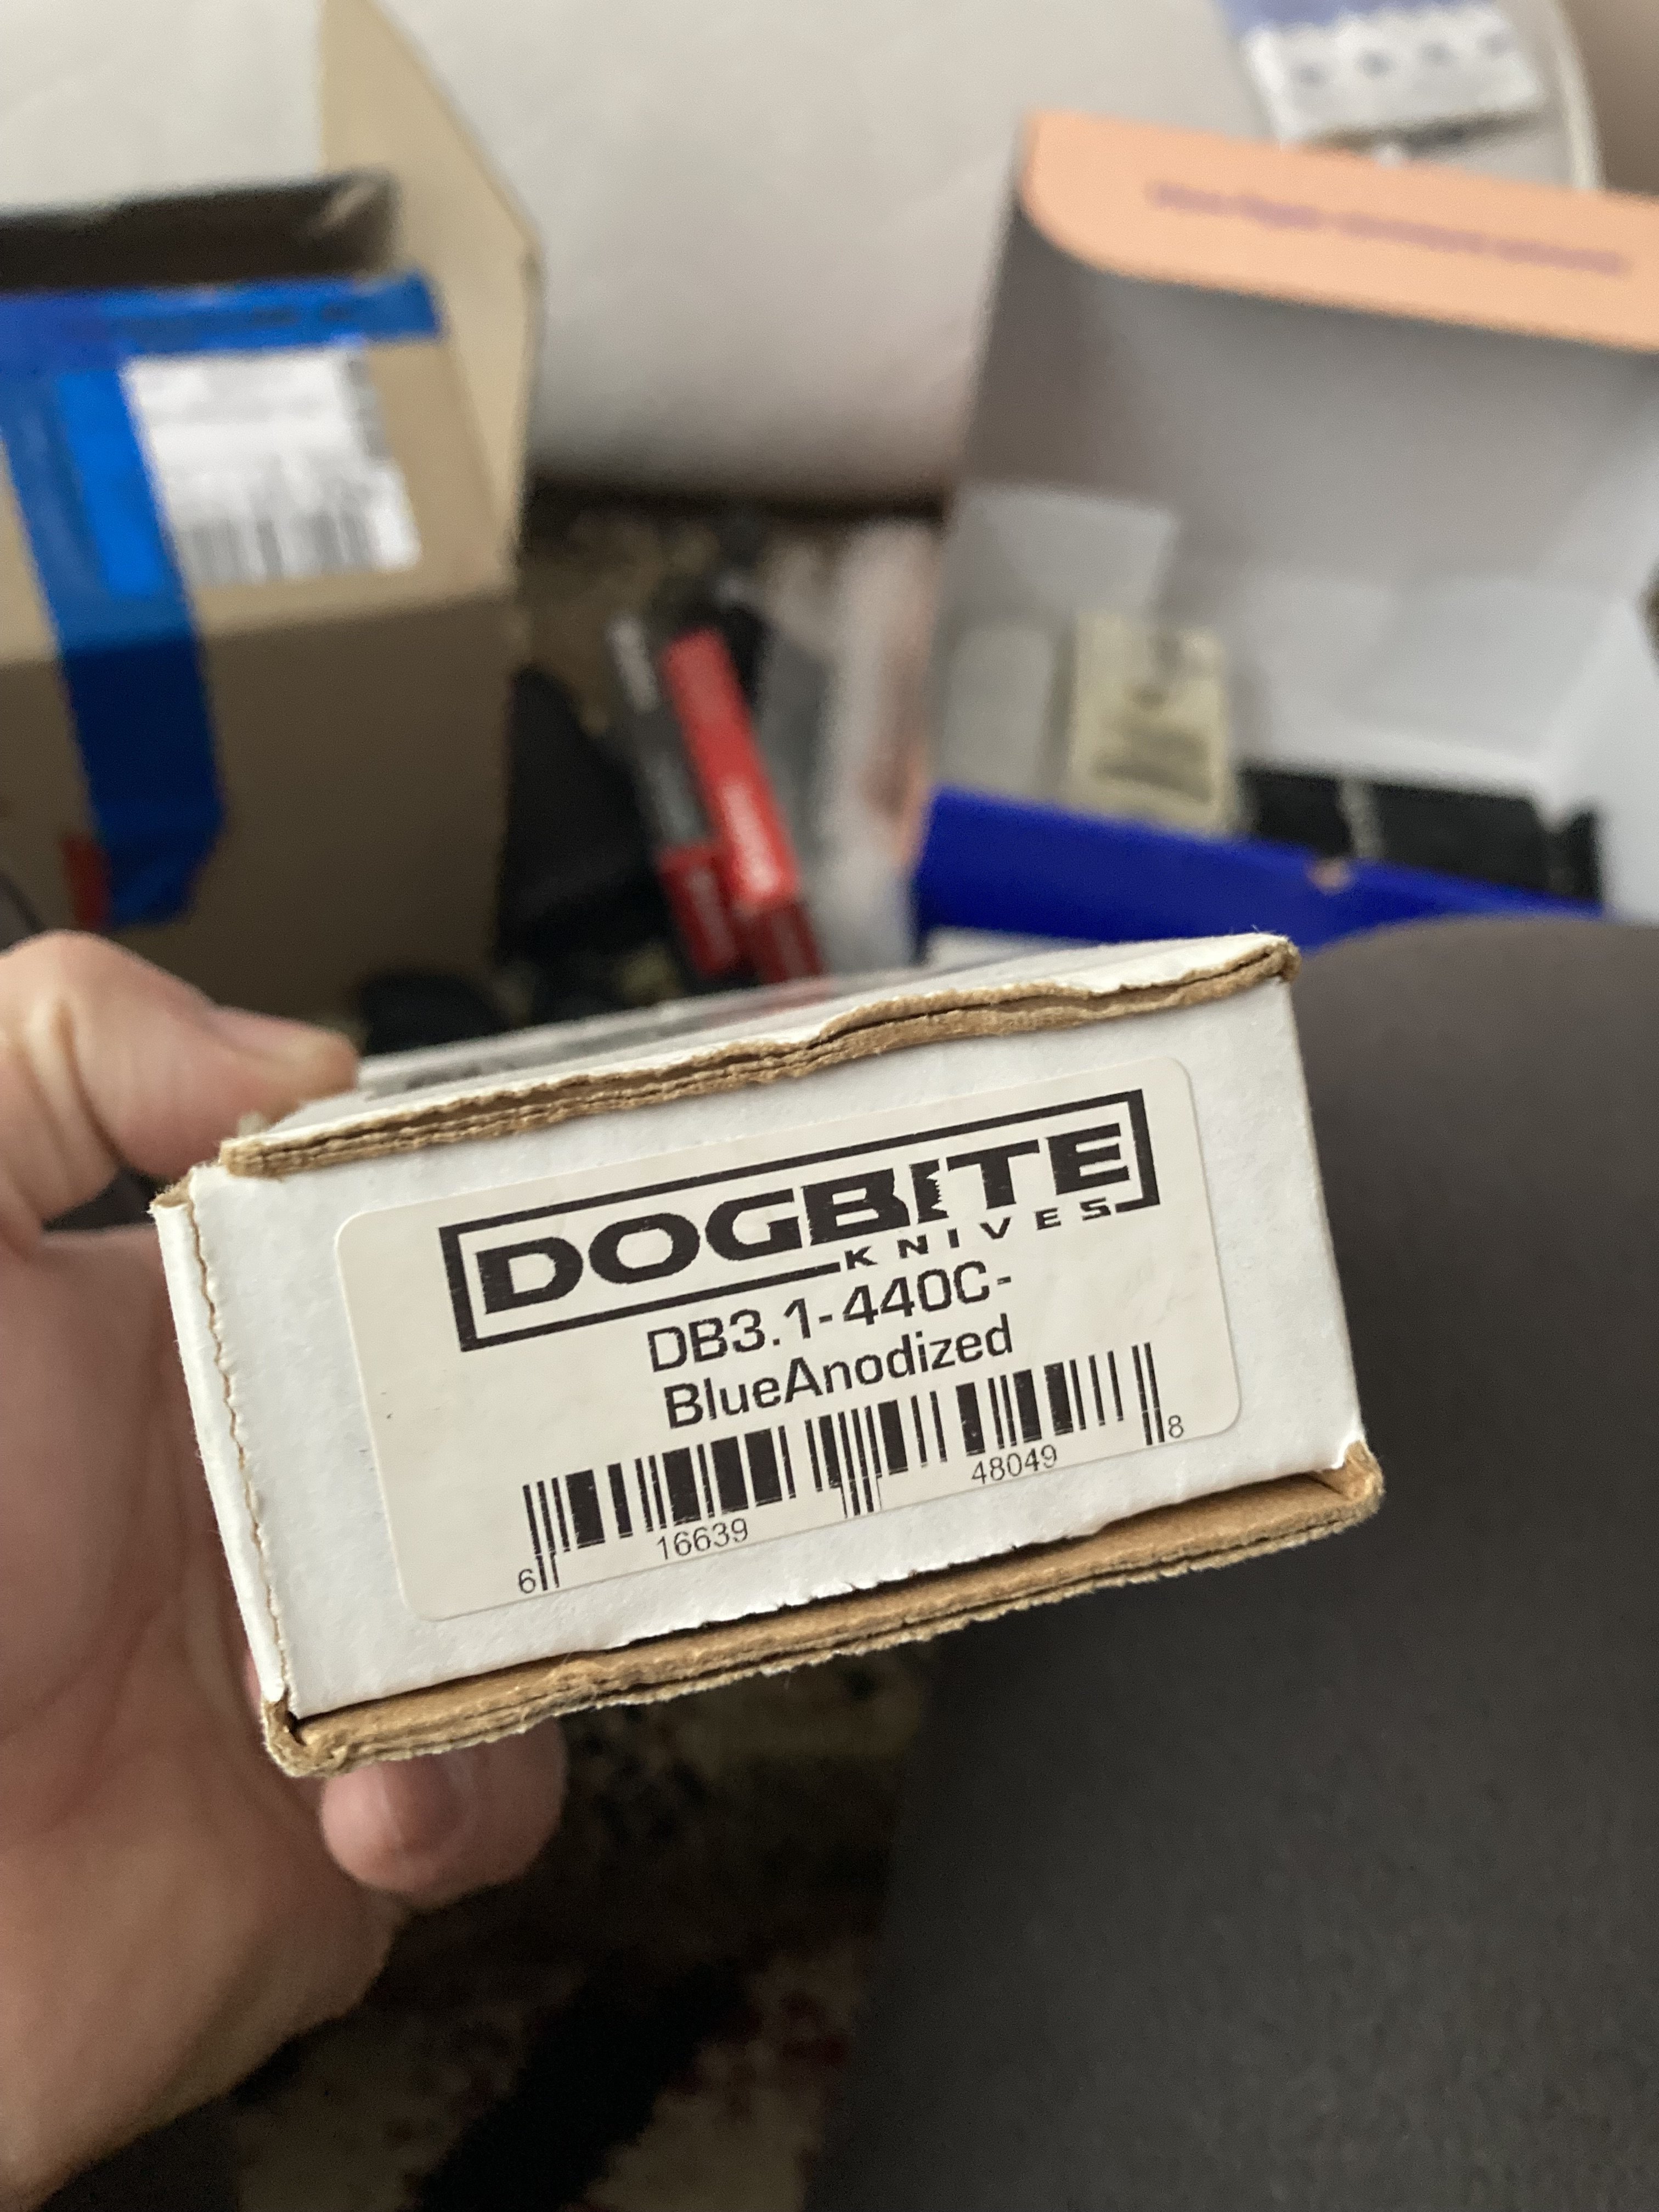 DOGBITE
KNIVES
DB3.1-440C-
BlueAnodized
6 16639 48049 8